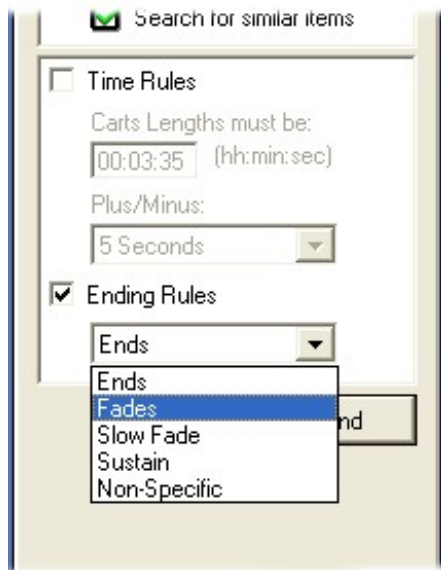 Search for similar items
Time Rules
Carts Lengths must be:
00:03:35 (hh:min:sec)
Plus/Minus:
5 Seconds
Ending Rules
Ends
Ends
Fades
Slow Fade
Sustain
Non-Specific